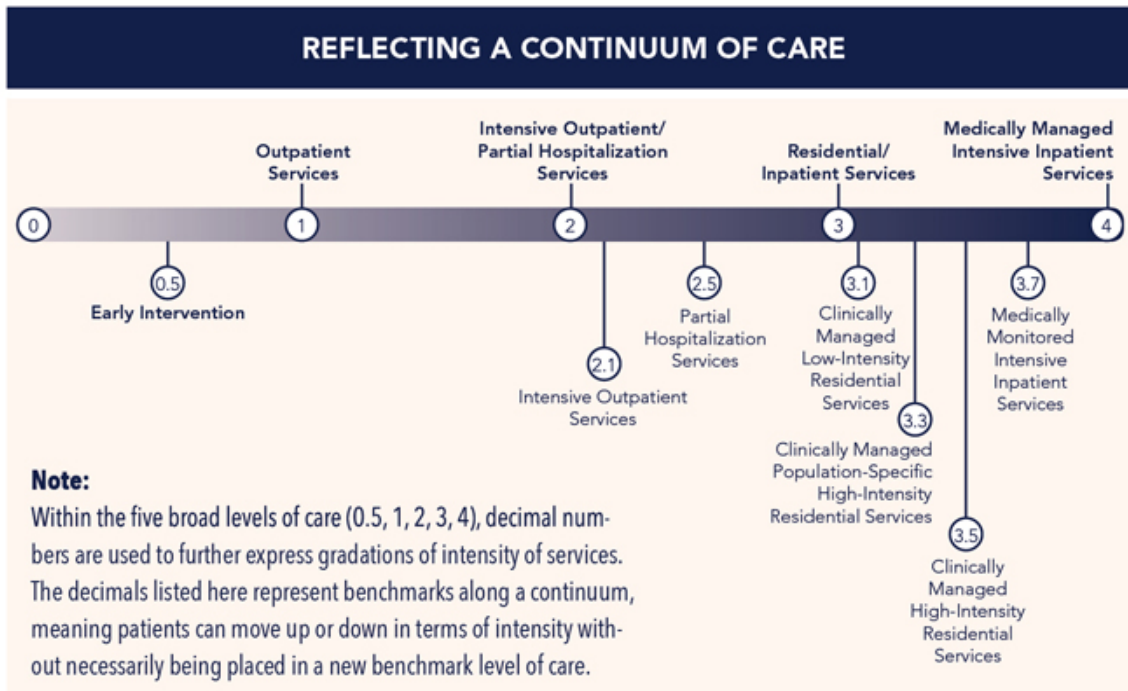 REFLECTING A CONTINUUM OF CARE
Outpatient
Services
Intensive Outpatient/
Partial Hospitalization
Services
Residential/
Inpatient Services
Medically Managed
Intensive Inpatient
Services
0
1
2
3
4
0.5
Early Intervention
2.1
Intensive Outpatient
Services
2.5
Partial
Hospitalization
Services
3.1
Clinically
Managed
Low-Intensity
Residential
Services
3.3
Clinically Managed
Population-Specific
High-Intensity
Residential Services
3.5
Clinically
Managed
High-Intensity
Residential
Services
3.7
Medically
Monitored
Intensive
Inpatient
Services
Note:
Within the five broad levels of care (0.5, 1, 2, 3, 4), decimal num-
bers are used to further express gradations of intensity of services.
The decimals listed here represent benchmarks along a continuum,
meaning patients can move up or down in terms of intensity with-
out necessarily being placed in a new benchmark level of care.